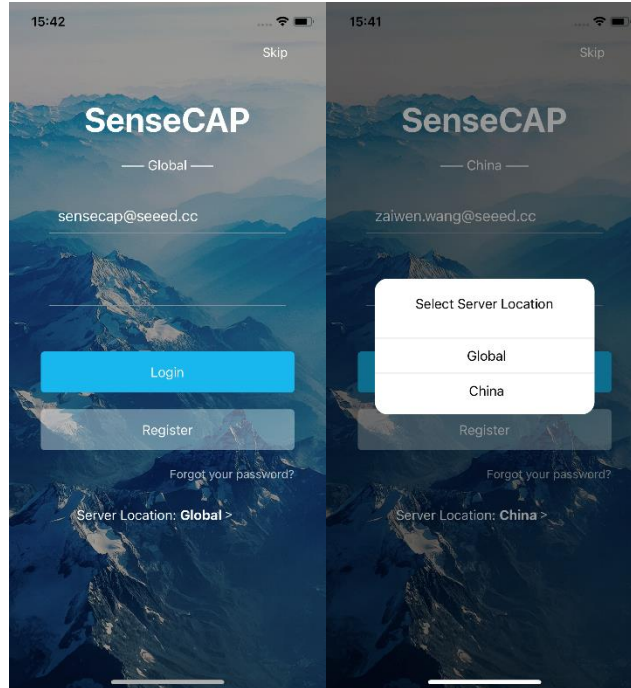 15:42
Skip
SenseCAP
Global
sensecap@seeed.cc
Login
Register
Forgot your password?
Server Location: Global >
15:41
Skip
SenseCAP
China
zaiwen.wang@seeed.cc
Select Server Location
Global
China
Register
Forgot your password?
Server Location: China >